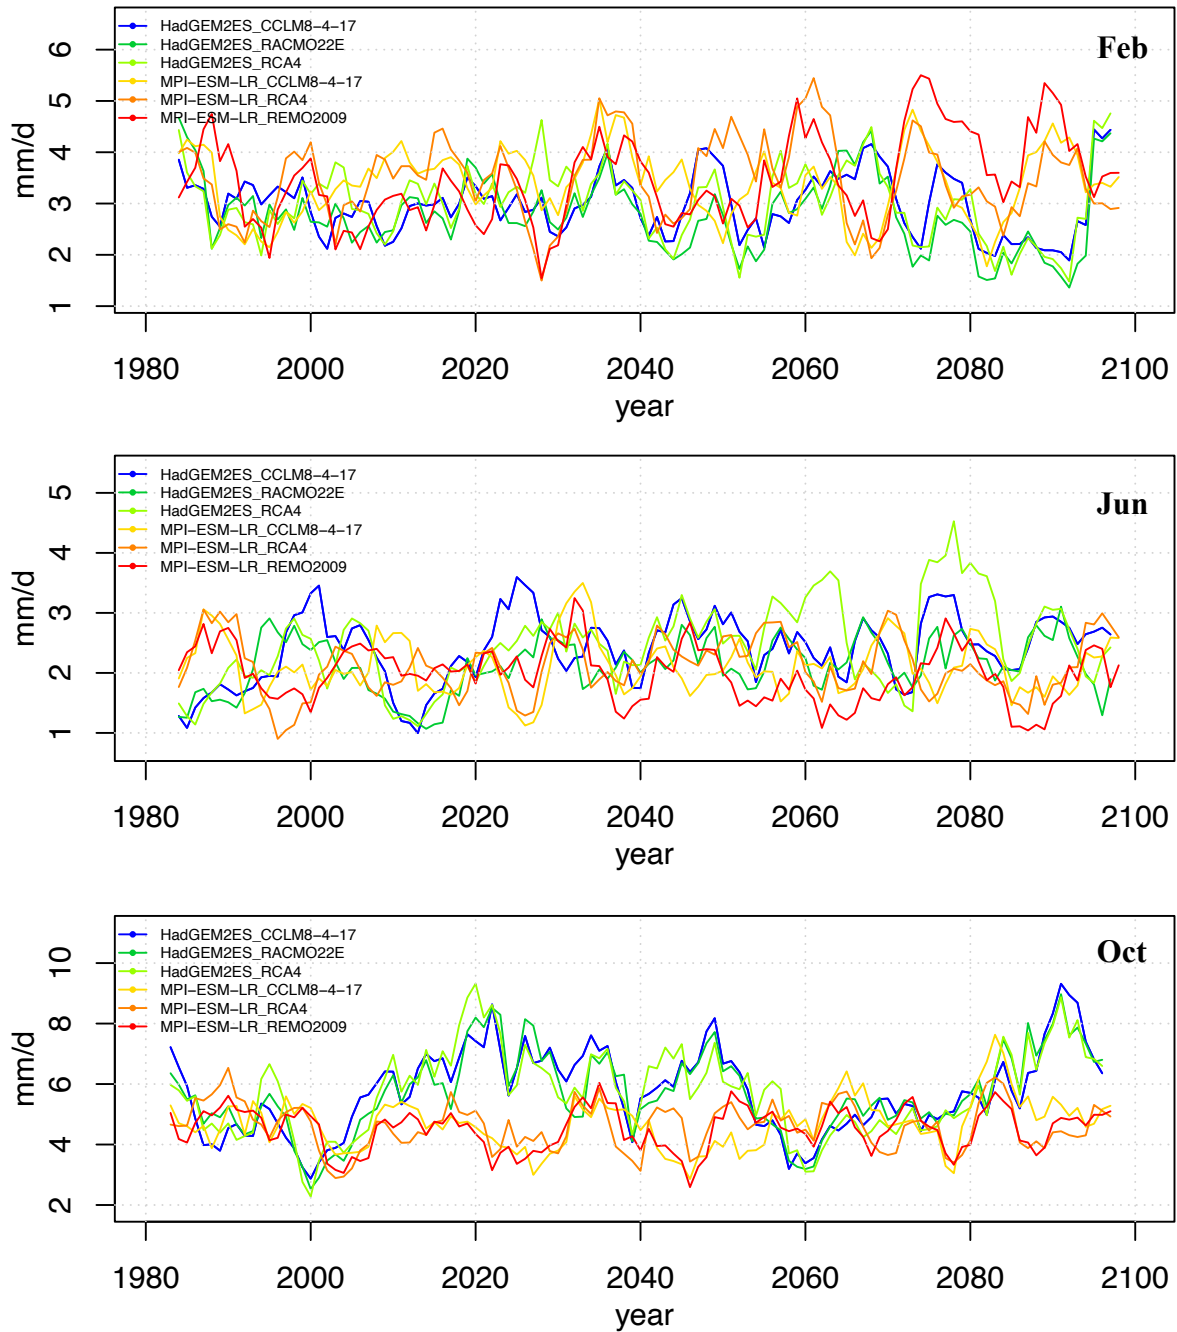 HadGEM2ES_CCLM8−4−17
HadGEM2ES_RACMO22E
HadGEM2ES_RCA4
MPI−ESM−LR_CCLM8−4−17
MPI−ESM−LR_RCA4
MPI−ESM−LR_REMO2009
Feb
mm/d
6
5
4
3
2
1
1980 2000 2020 2040 2060 2080 2100
year
HadGEM2ES_CCLM8−4−17
HadGEM2ES_RACMO22E
HadGEM2ES_RCA4
MPI−ESM−LR_CCLM8−4−17
MPI−ESM−LR_RCA4
MPI−ESM−LR_REMO2009
Jun
mm/d
5
4
3
2
1
1980 2000 2020 2040 2060 2080 2100
year
HadGEM2ES_CCLM8−4−17
HadGEM2ES_RACMO22E
HadGEM2ES_RCA4
MPI−ESM−LR_CCLM8−4−17
MPI−ESM−LR_RCA4
MPI−ESM−LR_REMO2009
Oct
mm/d
10
8
6
4
2
1980 2000 2020 2040 2060 2080 2100
year